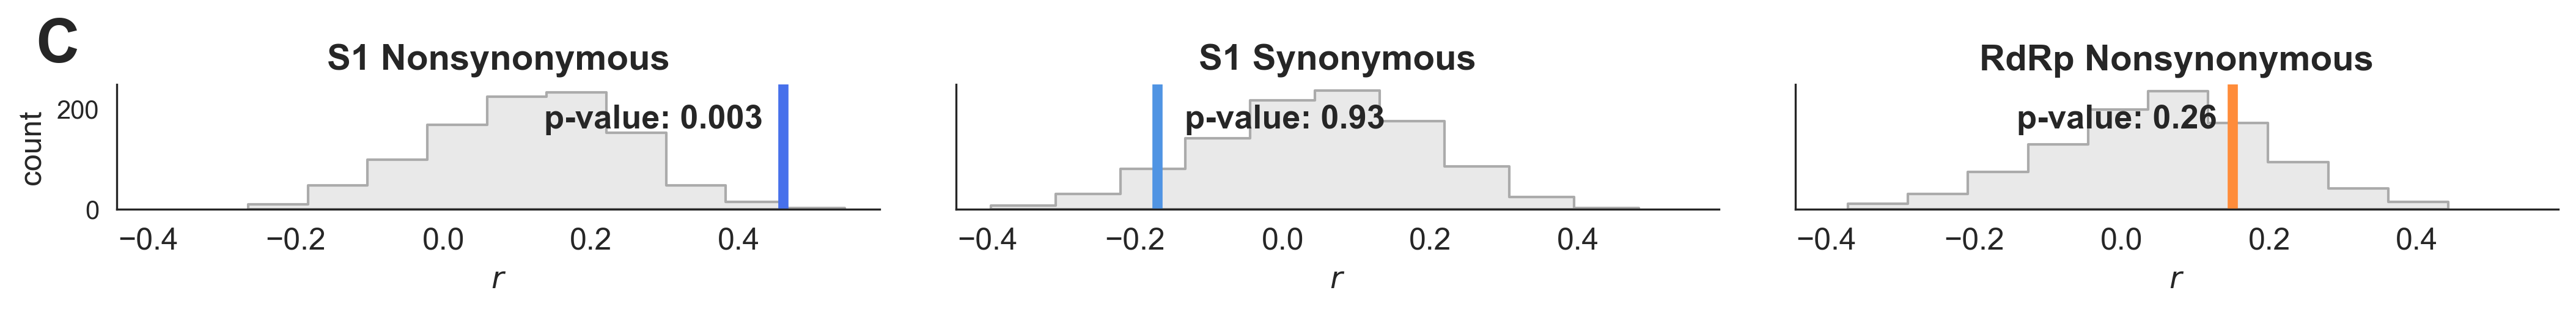 C
S1 Nonsynonymous
S1 Synonymous
RdRp Nonsynonymous
count
200
0
p-value: 0.003
p-value: 0.93
p-value: 0.26
−0.4 −0.2 0.0 0.2 0.4
−0.4 −0.2 0.0 0.2 0.4
−0.4 −0.2 0.0 0.2 0.4
r
r
r